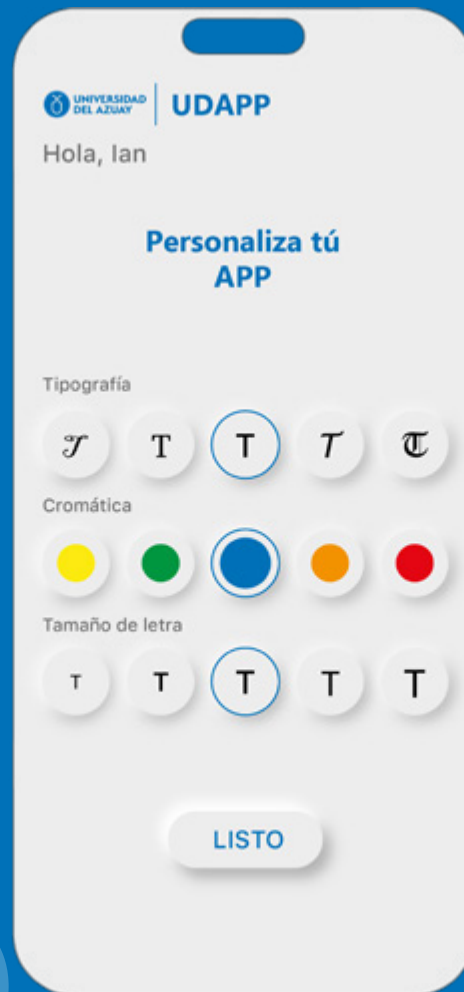 UNIVERSIDAD
DEL AZUAY
UDAPP
Hola, Ian
Personaliza tú
APP
Tipografía
𝒯 T T T 𝕿
Cromática
Tamaño de letra
T T T T T
LISTO